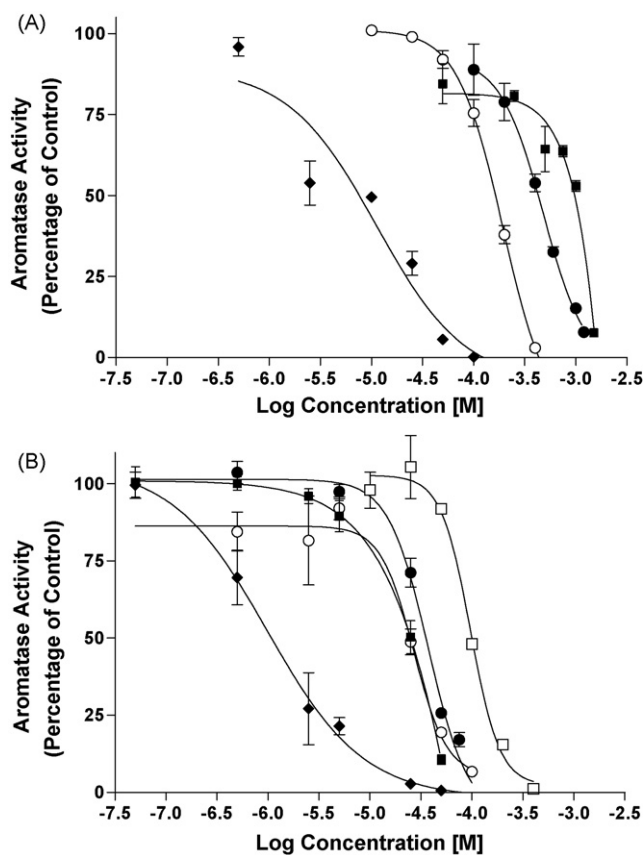 (A)
Aromatase Activity
(Percentage of Control)
100
75
50
25
0
-7.5 -7.0 -6.5 -6.0 -5.5 -5.0 -4.5 -4.0 -3.5 -3.0 -2.5
Log Concentration [M]
(B)
Aromatase Activity
(Percentage of Control)
100
75
50
25
0
-7.5 -7.0 -6.5 -6.0 -5.5 -5.0 -4.5 -4.0 -3.5 -3.0 -2.5
Log Concentration [M]